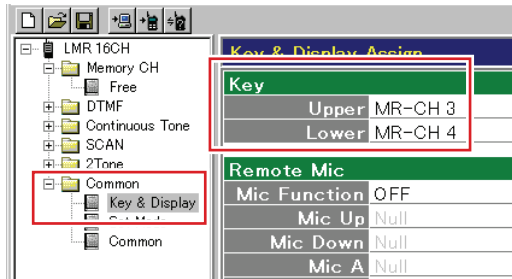 LMR 16CH
Memory CH
Free
DTMF
Continuous Tone
SCAN
2Tone
Common
Key & Display
Set Mode
Common
Key & Display Assign
Key
Upper MR-CH 3
Lower MR-CH 4
Remote Mic
Mic Function OFF
Mic Up Null
Mic Down Null
Mic A Null